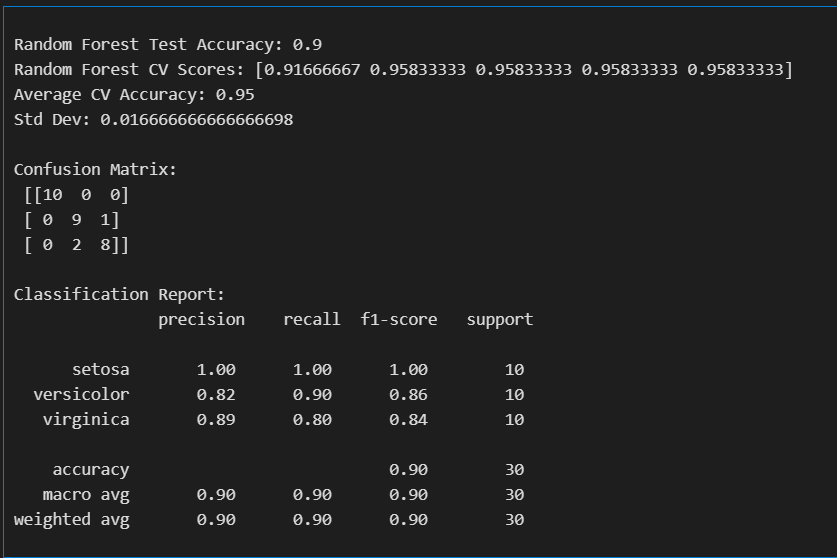 Random Forest Test Accuracy: 0.9
Random Forest CV Scores: [0.91666667 0.95833333 0.95833333 0.95833333 0.95833333]
Average CV Accuracy: 0.95
Std Dev: 0.016666666666666698
Confusion Matrix:
[[10 0 0]
[ 0 9 1]
[ 0 2 8]]
Classification Report:
precision recall f1-score support
setosa 1.00 1.00 1.00 10
versicolor 0.82 0.90 0.86 10
virginica 0.89 0.80 0.84 10
accuracy 0.90 30
macro avg 0.90 0.90 0.90 30
weighted avg 0.90 0.90 0.90 30